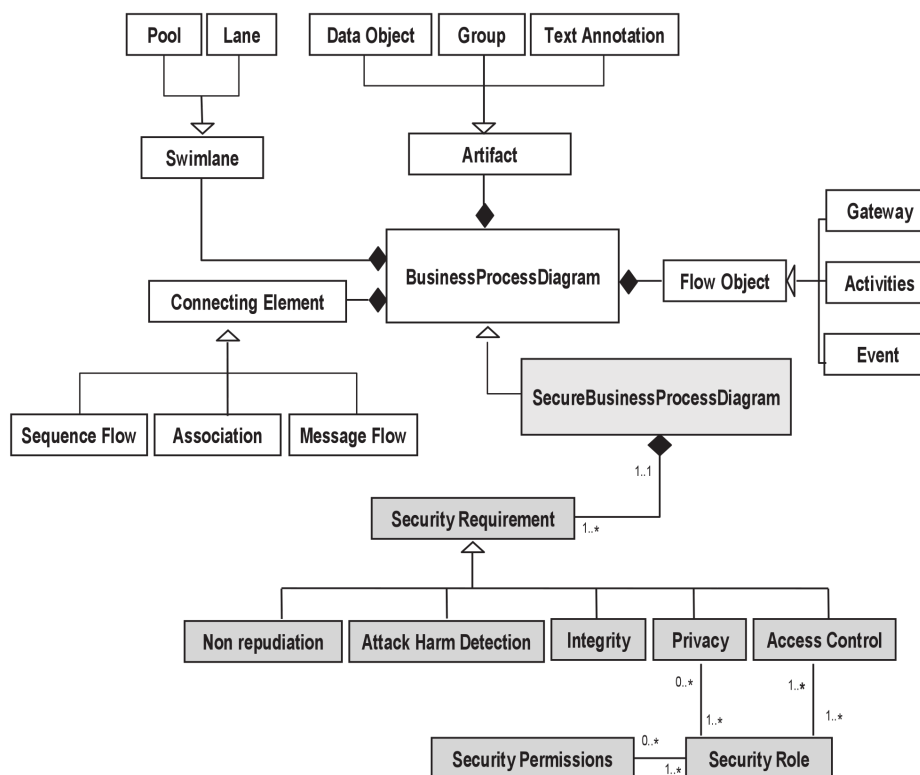 Pool
Lane
Data Object
Group
Text Annotation
Swimlane
Artifact
Gateway
BusinessProcessDiagram
Flow Object
Activities
Connecting Element
Event
SecureBusinessProcessDiagram
Sequence Flow
Association
Message Flow
1..1
Security Requirement
1..*
Non repudiation
Attack Harm Detection
Integrity
Privacy
Access Control
0..*
1..*
1..*
1..*
Security Permissions
0..*
1..*
Security Role